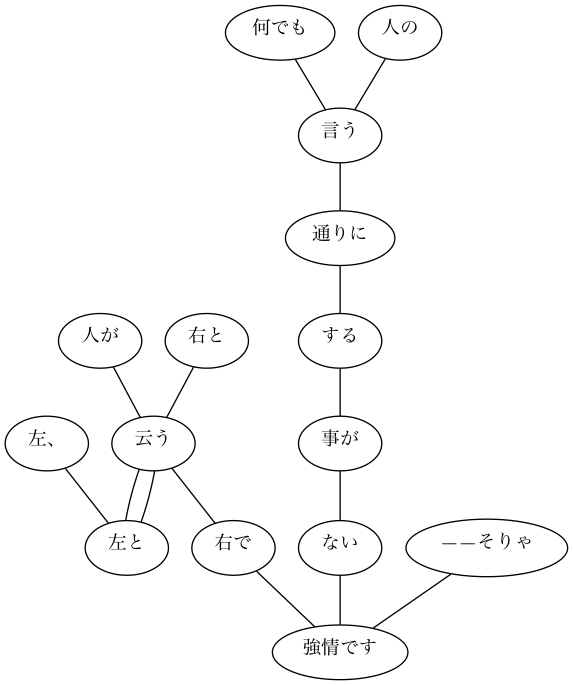 何でも
人の
言う
通りに
人が
右と
する
左、
云う
事が
左と
右で
ない
――そりゃ
強情です